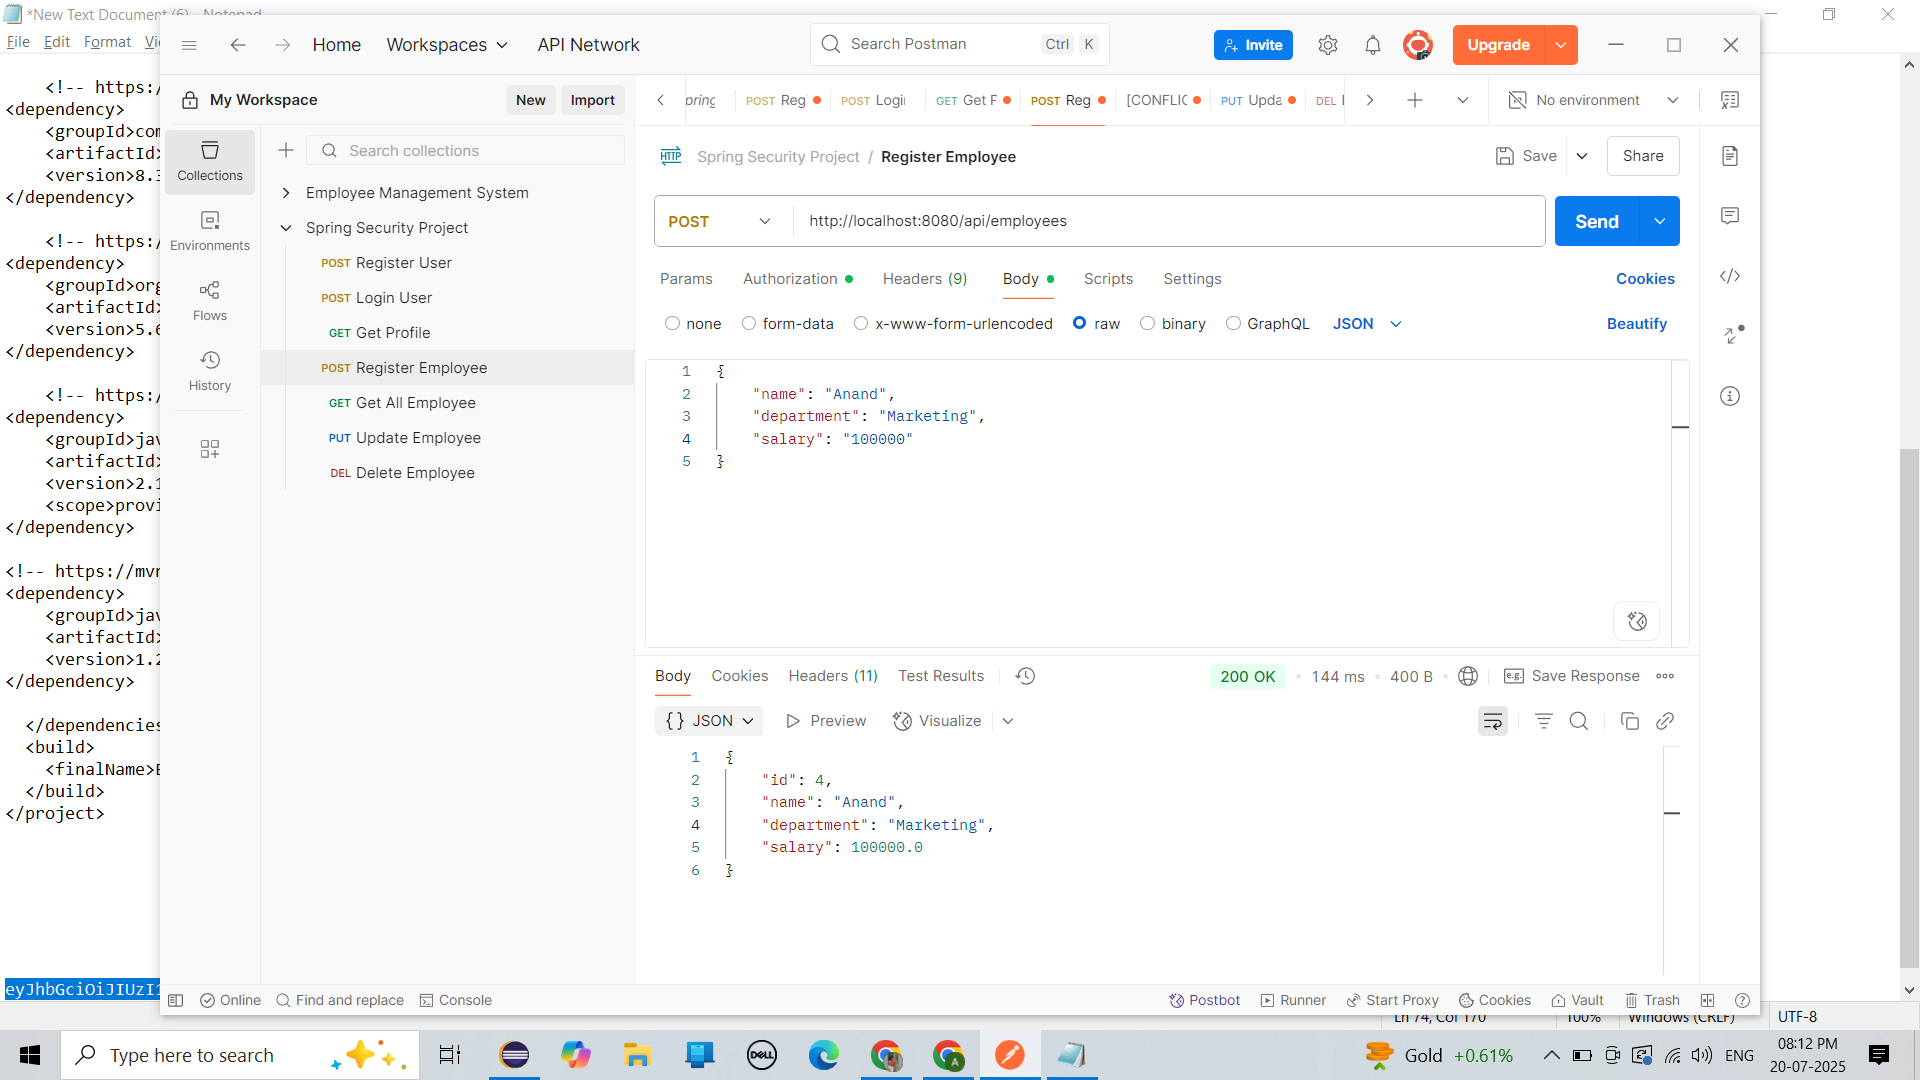 *New Text Document (6) - Notepad
File Edit Format
<!-- https:/
<dependency>
<groupId>com
<artifactId>
<version>8.3
</dependency>
<!-- https:/
<dependency>
<groupId>org
<artifactId>
<version>5.6
</dependency>
<!-- https:/
<dependency>
<groupId>jav
<artifactId>
<version>2.1
<scope>provi
</dependency>
<!-- https://mvn
<dependency>
<groupId>jav
<artifactId>
<version>1.2
</dependency>
</dependencies
<build>
<finalName>E
</build>
</project>
eyJhbGciOiJIUzI1
Home Workspaces API Network
Search Postman Ctrl K
Invite
Upgrade
My Workspace New Import
Collections
Environments
Flows
History
Search collections
Employee Management System
Spring Security Project
POST Register User
POST Login User
GET Get Profile
POST Register Employee
GET Get All Employee
PUT Update Employee
DEL Delete Employee
pring POST Reg POST Logi GET Get F POST Reg [CONFLIC PUT Upda DEL No environment
HTTP Spring Security Project / Register Employee Save Share
POST http://localhost:8080/api/employees Send
Params Authorization Headers (9) Body Scripts Settings Cookies
none form-data x-www-form-urlencoded raw binary GraphQL JSON Beautify
1 {
2 "name": "Anand",
3 "department": "Marketing",
4 "salary": "100000"
5 }
Body Cookies Headers (11) Test Results 200 OK • 144 ms • 400 B e.g. Save Response
{} JSON Preview Visualize
1 {
2 "id": 4,
3 "name": "Anand",
4 "department": "Marketing",
5 "salary": 100000.0
6 }
Online Find and replace Console Postbot Runner Start Proxy Cookies Vault Trash
Ln 74, Col 170 100% Windows (CRLF) UTF-8
Type here to search DELL A Gold +0.61% ENG 08:12 PM
20-07-2025